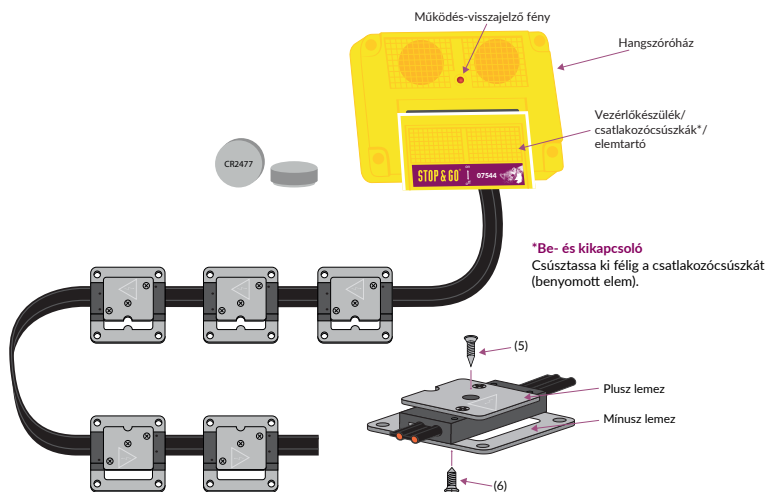 Működés-visszajelző fény
Hangszóróház
Vezérlőkészülék/
csatlakozócsúszkák*/
elemtartó
CR2477
STOP & GO
07544
*Be- és kikapcsoló
Csúsztassa ki félig a csatlakozócsúszkát
(benyomott elem).
(5)
Plusz lemez
Mínusz lemez
(6)